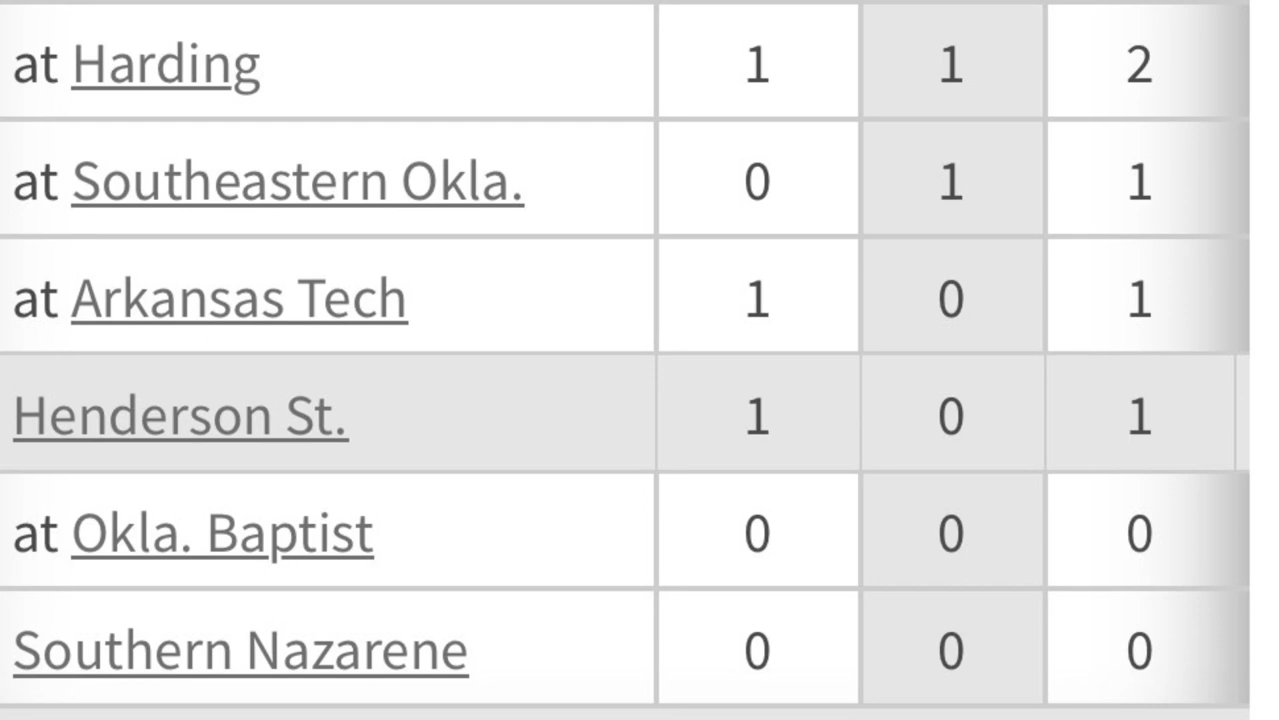 at Harding 1 1 2
at Southeastern Okla. 0 1 1
at Arkansas Tech 1 0 1
Henderson St. 1 0 1
at Okla. Baptist 0 0 0
Southern Nazarene 0 0 0